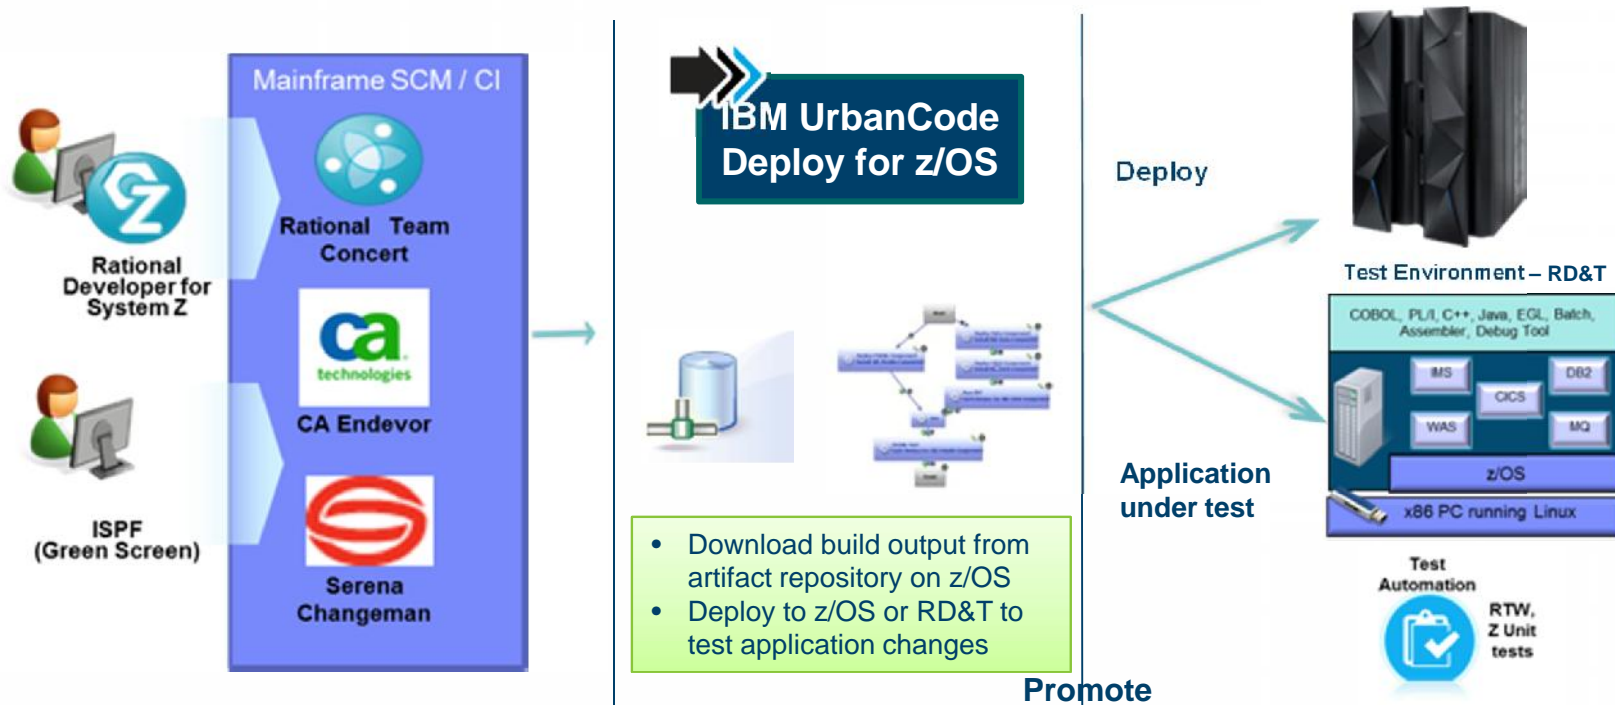 Mainframe SCM / CI
Rational Developer for System Z
ISPF
(Green Screen)
Rational Team
Concert
ca
technologies
CA Endevor
Serena
Changeman
IBM UrbanCode
Deploy for z/OS
• Download build output from
artifact repository on z/OS
• Deploy to z/OS or RD&T to
test application changes
Promote
Deploy
Application
under test
Test Environment – RD&T
COBOL, PL/I, C++, Java, EGL, Batch,
Assembler, Debug Tool
IMS
DB2
CICS
WAS
MQ
z/OS
x86 PC running Linux
Test
Automation
RTW,
Z Unit
tests